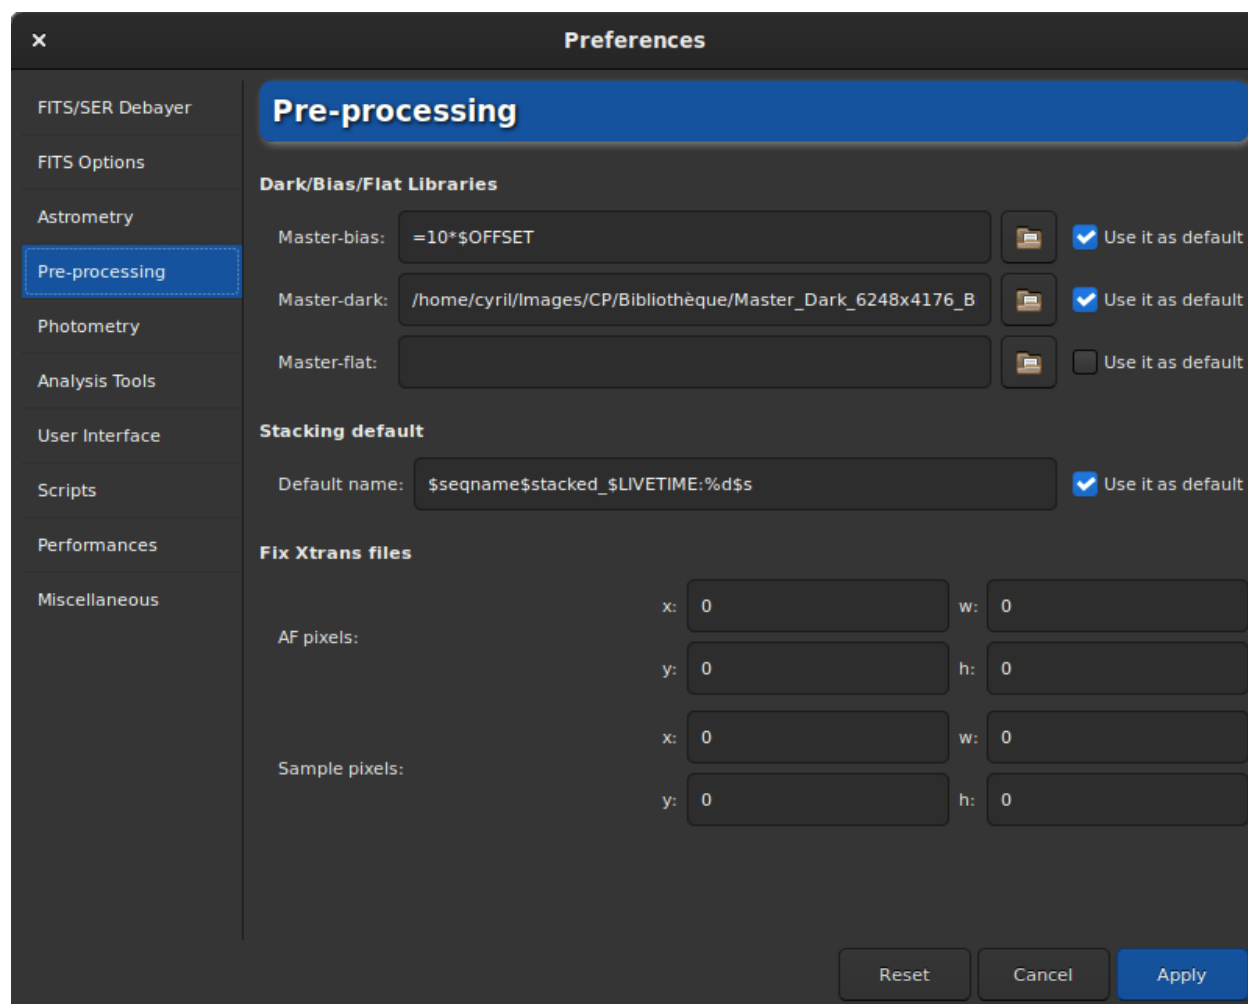 Preferences
FITS/SER Debayer
FITS Options
Astrometry
Pre-processing
Photometry
Analysis Tools
User Interface
Scripts
Performances
Miscellaneous
Pre-processing
Dark/Bias/Flat Libraries
Master-bias: =10*$OFFSET Use it as default
Master-dark: /home/cyril/Images/CP/Bibliothèque/Master_Dark_6248x4176_B Use it as default
Master-flat: Use it as default
Stacking default
Default name: $seqname$stacked_$LIVETIME:%d$s Use it as default
Fix Xtrans files
AF pixels:
x: 0 w: 0
y: 0 h: 0
Sample pixels:
x: 0 w: 0
y: 0 h: 0
Reset Cancel Apply